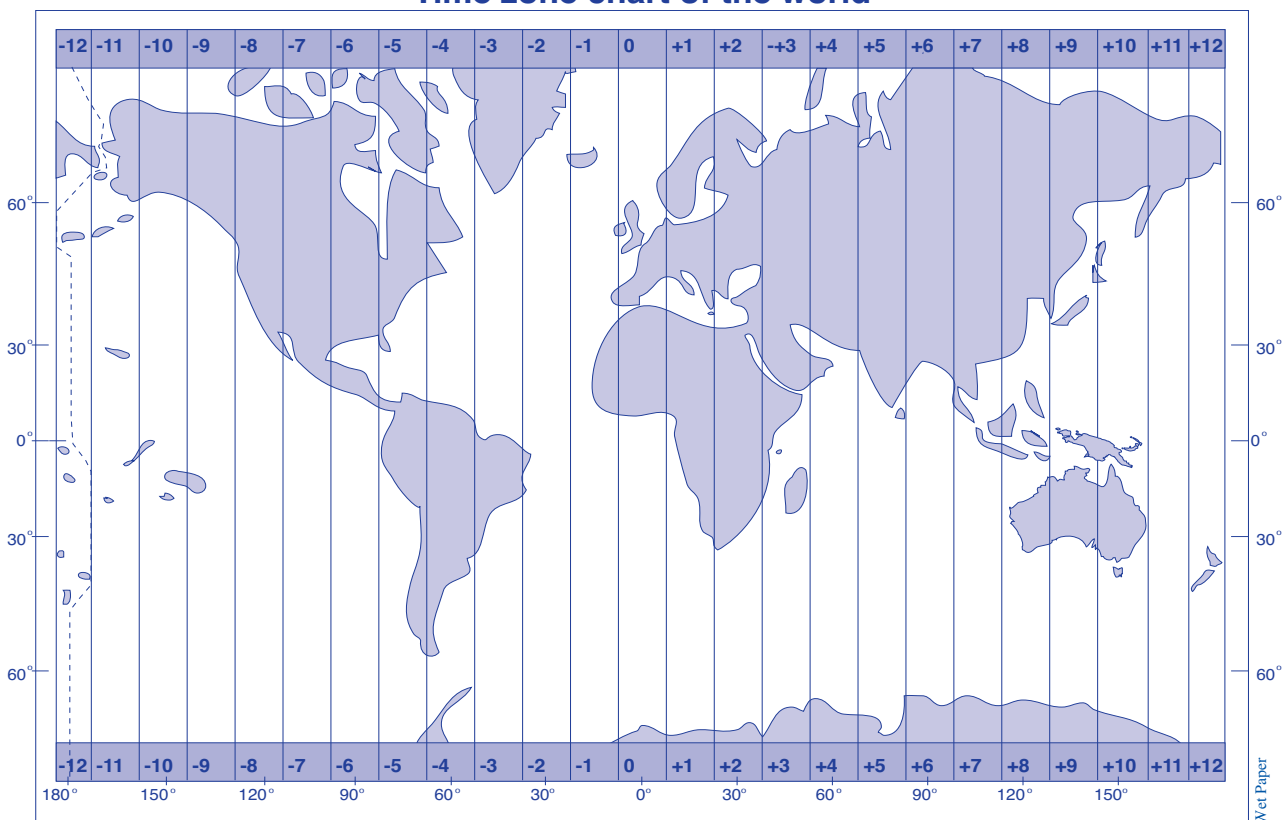 Time zone chart of the world
-12 -11 -10 -9 -8 -7 -6 -5 -4 -3 -2 -1 0 +1 +2 -+3 +4 +5 +6 +7 +8 +9 +10 +11 +12
60° 60°
30° 30°
0° 0°
30° 30°
60° 60°
-12 -11 -10 -9 -8 -7 -6 -5 -4 -3 -2 -1 0 +1 +2 +3 +4 +5 +6 +7 +8 +9 +10 +11 +12
180° 150° 120° 90° 60° 30° 0° 30° 60° 90° 120° 150°
Wet Paper